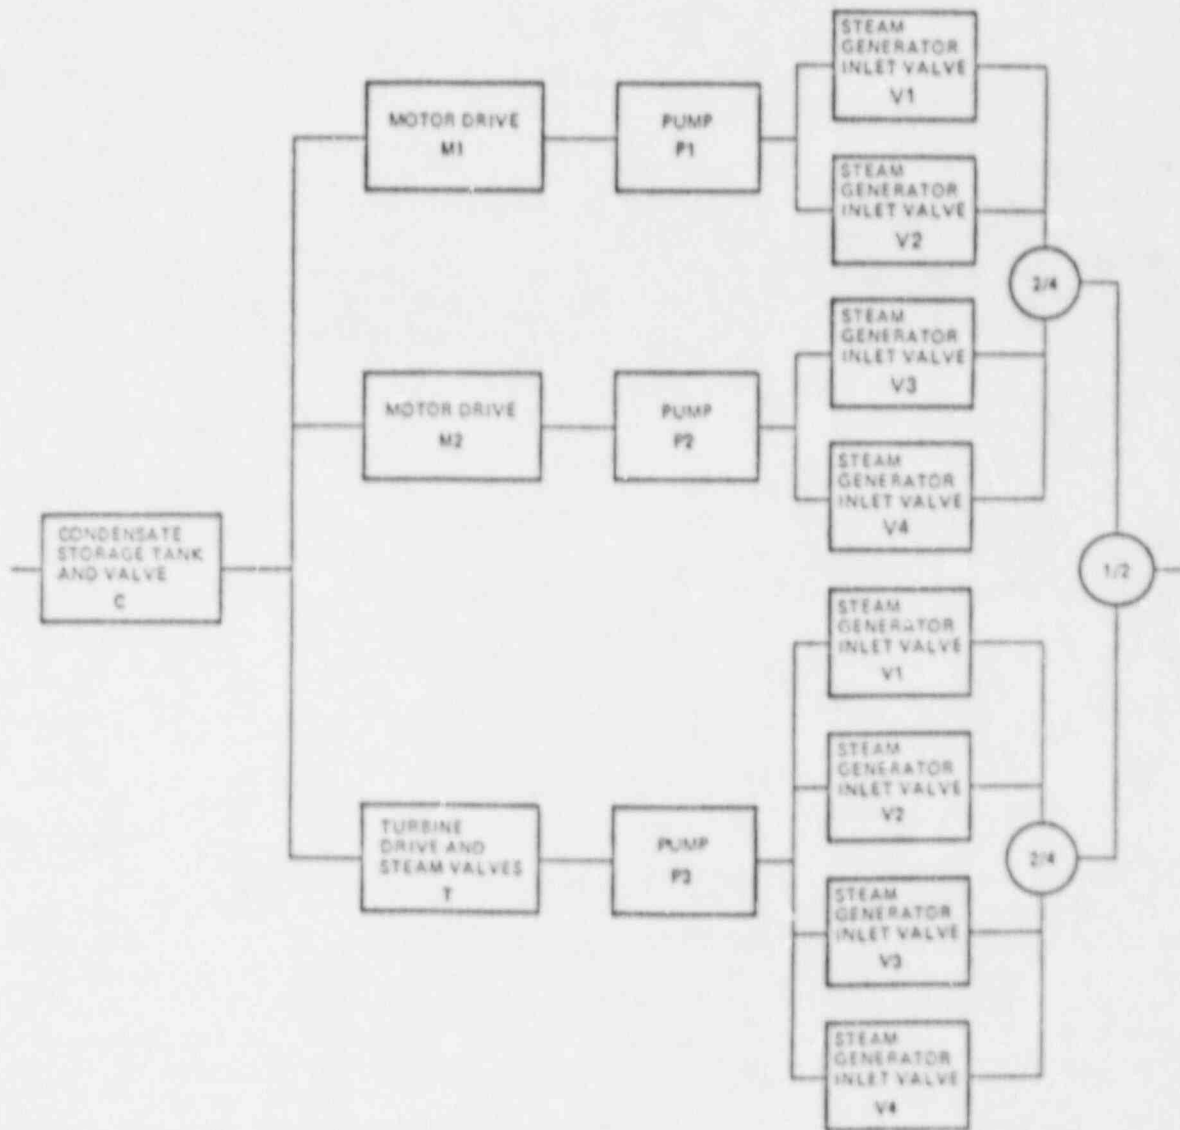 STEAM
GENERATOR
INLET VALVE
V1
MOTOR DRIVE
M1
PUMP
P1
STEAM
GENERATOR
INLET VALVE
V2
2/4
STEAM
GENERATOR
INLET VALVE
V3
MOTOR DRIVE
M2
PUMP
P2
STEAM
GENERATOR
INLET VALVE
V4
CONDENSATE
STORAGE TANK
AND VALVE
C
1/2
STEAM
GENERATOR
INLET VALVE
V1
STEAM
GENERATOR
INLET VALVE
V2
TURBINE
DRIVE AND
STEAM VALVES
T
PUMP
P3
2/4
STEAM
GENERATOR
INLET VALVE
V3
STEAM
GENERATOR
INLET VALVE
V4